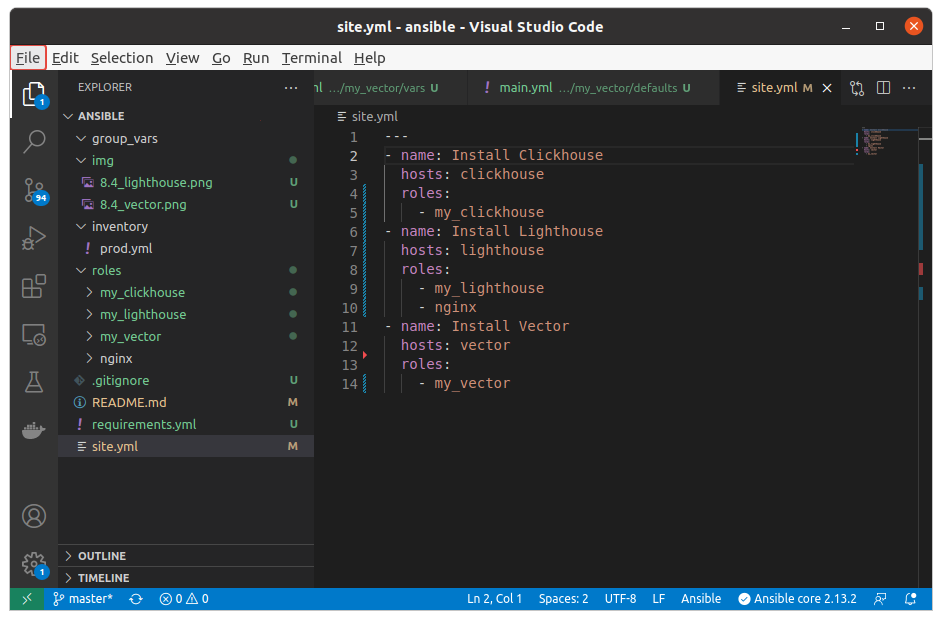 site.yml - ansible - Visual Studio Code
File Edit Selection View Go Run Terminal Help
EXPLORER
.../my_vector/vars U
! main.yml .../my_vector/defaults U
site.yml M
ANSIBLE
group_vars
img
8.4_lighthouse.png U
8.4_vector.png U
inventory
! prod.yml
roles
my_clickhouse
my_lighthouse
my_vector
nginx
.gitignore U
README.md M
! requirements.yml U
site.yml M
OUTLINE
TIMELINE
1
94
1
site.yml
1 ---
2 - name: Install Clickhouse
3 hosts: clickhouse
4 roles:
5 - my_clickhouse
6 - name: Install Lighthouse
7 hosts: lighthouse
8 roles:
9 - my_lighthouse
10 - nginx
11 - name: Install Vector
12 hosts: vector
13 roles:
14 - my_vector
master* 0 0 Ln 2, Col 1 Spaces: 2 UTF-8 LF Ansible Ansible core 2.13.2